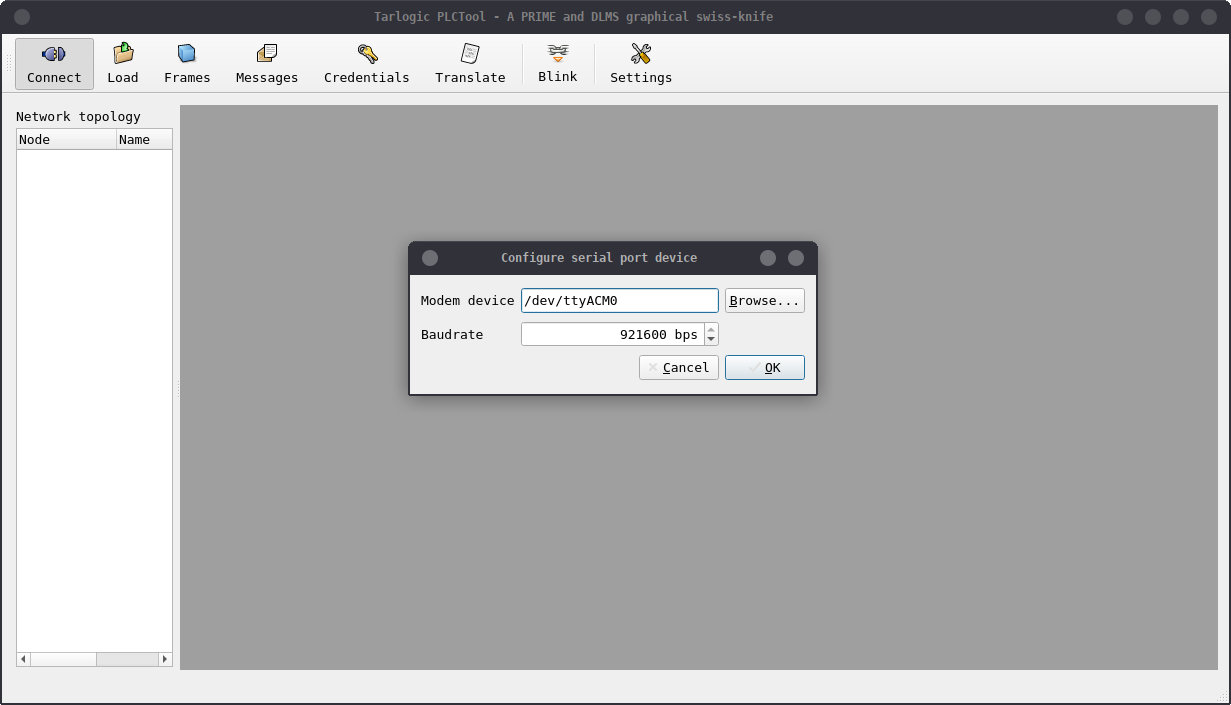 Tarlogic PLCTool - A PRIME and DLMS graphical swiss-knife
Connect Load Frames Messages Credentials Translate Blink Settings
Network topology
Node Name
Configure serial port device
Modem device /dev/ttyACM0 Browse...
Baudrate 921600 bps
Cancel OK